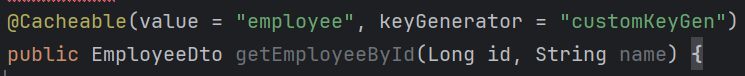 @Cacheable(value = "employee", keyGenerator = "customKeyGen")
public EmployeeDto getEmployeeById(Long id, String name) {